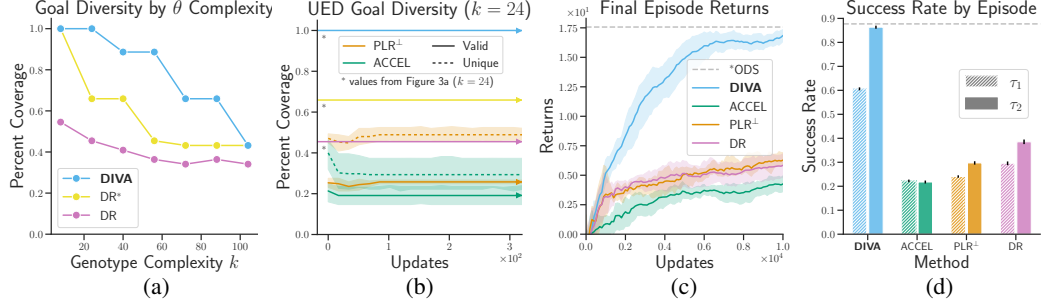 Goal Diversity by θ Complexity
Percent Coverage
1.0
0.8
0.6
0.4
0.2
0.0
DIVA
DR*
DR
20
40
60
80
100
Genotype Complexity k
(a)
UED Goal Diversity (k = 24)
Percent Coverage
1.0
0.8
0.6
0.4
0.2
0.0
PLR⊥
ACCEL
Valid
Unique
* values from Figure 3a (k = 24)
*
*
*
0
1
2
3
×10²
Updates
(b)
Final Episode Returns
×10¹
Returns
1.75
1.50
1.25
1.00
0.75
0.50
0.25
0.00
*ODS
DIVA
ACCEL
PLR⊥
DR
0.2
0.4
0.6
0.8
1.0
×10⁴
Updates
(c)
Success Rate by Episode
Success Rate
0.9
0.8
0.7
0.6
0.5
0.4
0.3
0.2
0.1
0.0
τ₁
τ₂
DIVA
ACCEL
PLR⊥
DR
Method
(d)